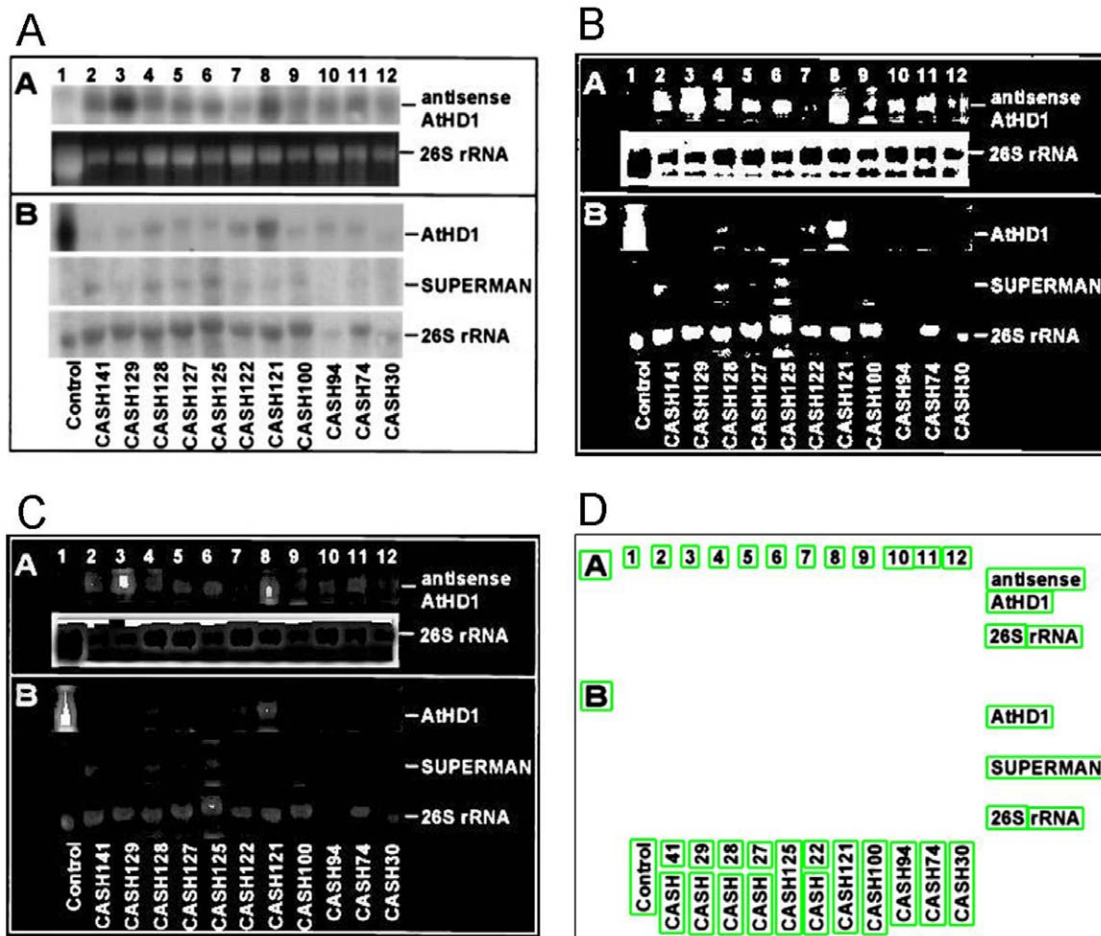 A
A 1 2 3 4 5 6 7 8 9 10 11 12
antisense
AtHD1
26S rRNA
B
AtHD1
SUPERMAN
26S rRNA
Control CASH141 CASH129 CASH128 CASH127 CASH125 CASH122 CASH121 CASH100 CASH94 CASH74 CASH30
B
A 1 2 3 4 5 6 7 8 9 10 11 12
antisense
AtHD1
26S rRNA
B
AtHD1
SUPERMAN
26S rRNA
Control CASH141 CASH129 CASH128 CASH127 CASH125 CASH122 CASH121 CASH100 CASH94 CASH74 CASH30
C
A 1 2 3 4 5 6 7 8 9 10 11 12
antisense
AtHD1
26S rRNA
B
AtHD1
SUPERMAN
26S rRNA
Control CASH141 CASH129 CASH128 CASH127 CASH125 CASH122 CASH121 CASH100 CASH94 CASH74 CASH30
D
A 1 2 3 4 5 6 7 8 9 10 11 12
antisense
AtHD1
26S rRNA
B
AtHD1
SUPERMAN
26S rRNA
Control CASH 41 CASH 29 CASH 28 CASH 27 CASH125 CASH 22 CASH121 CASH100 CASH94 CASH74 CASH30